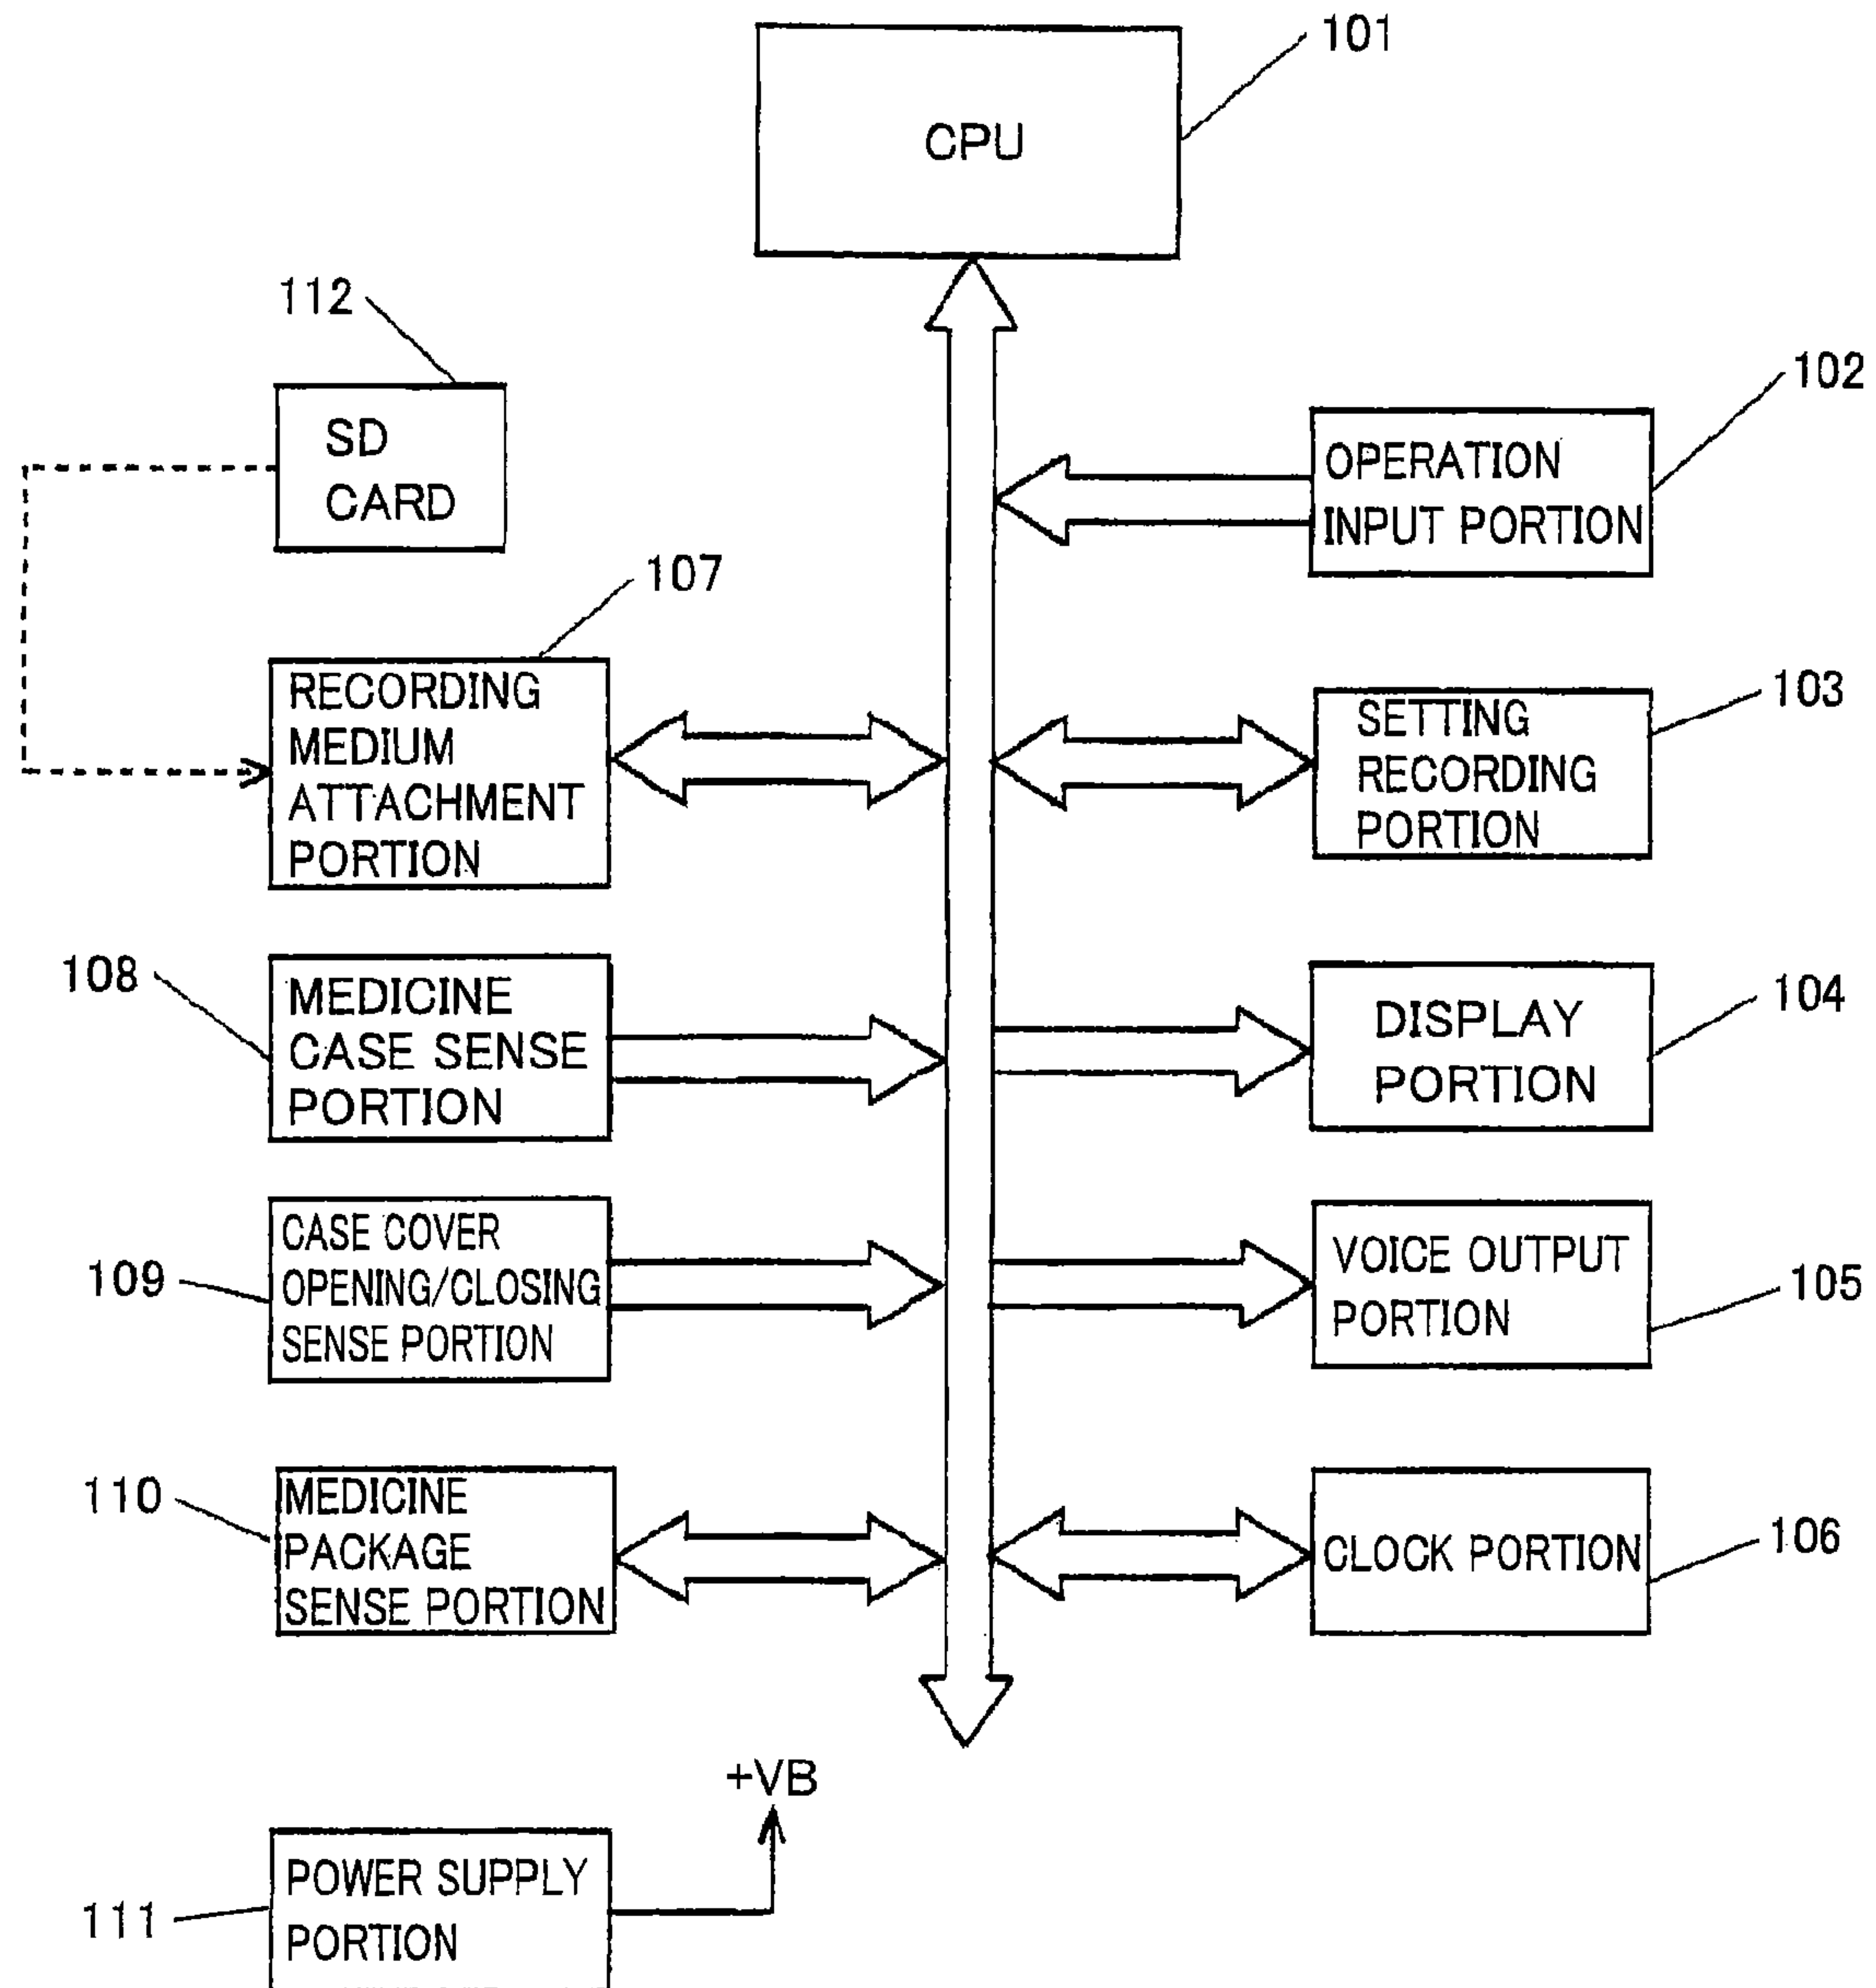 101
CPU
112
SD
CARD
102
OPERATION
INPUT PORTION
107
RECORDING
MEDIUM
ATTACHMENT
PORTION
103
SETTING
RECORDING
PORTION
108
MEDICINE
CASE SENSE
PORTION
104
DISPLAY
PORTION
109
CASE COVER
OPENING/CLOSING
SENSE PORTION
105
VOICE OUTPUT
PORTION
110
MEDICINE
PACKAGE
SENSE PORTION
106
CLOCK PORTION
+VB
111
POWER SUPPLY
PORTION